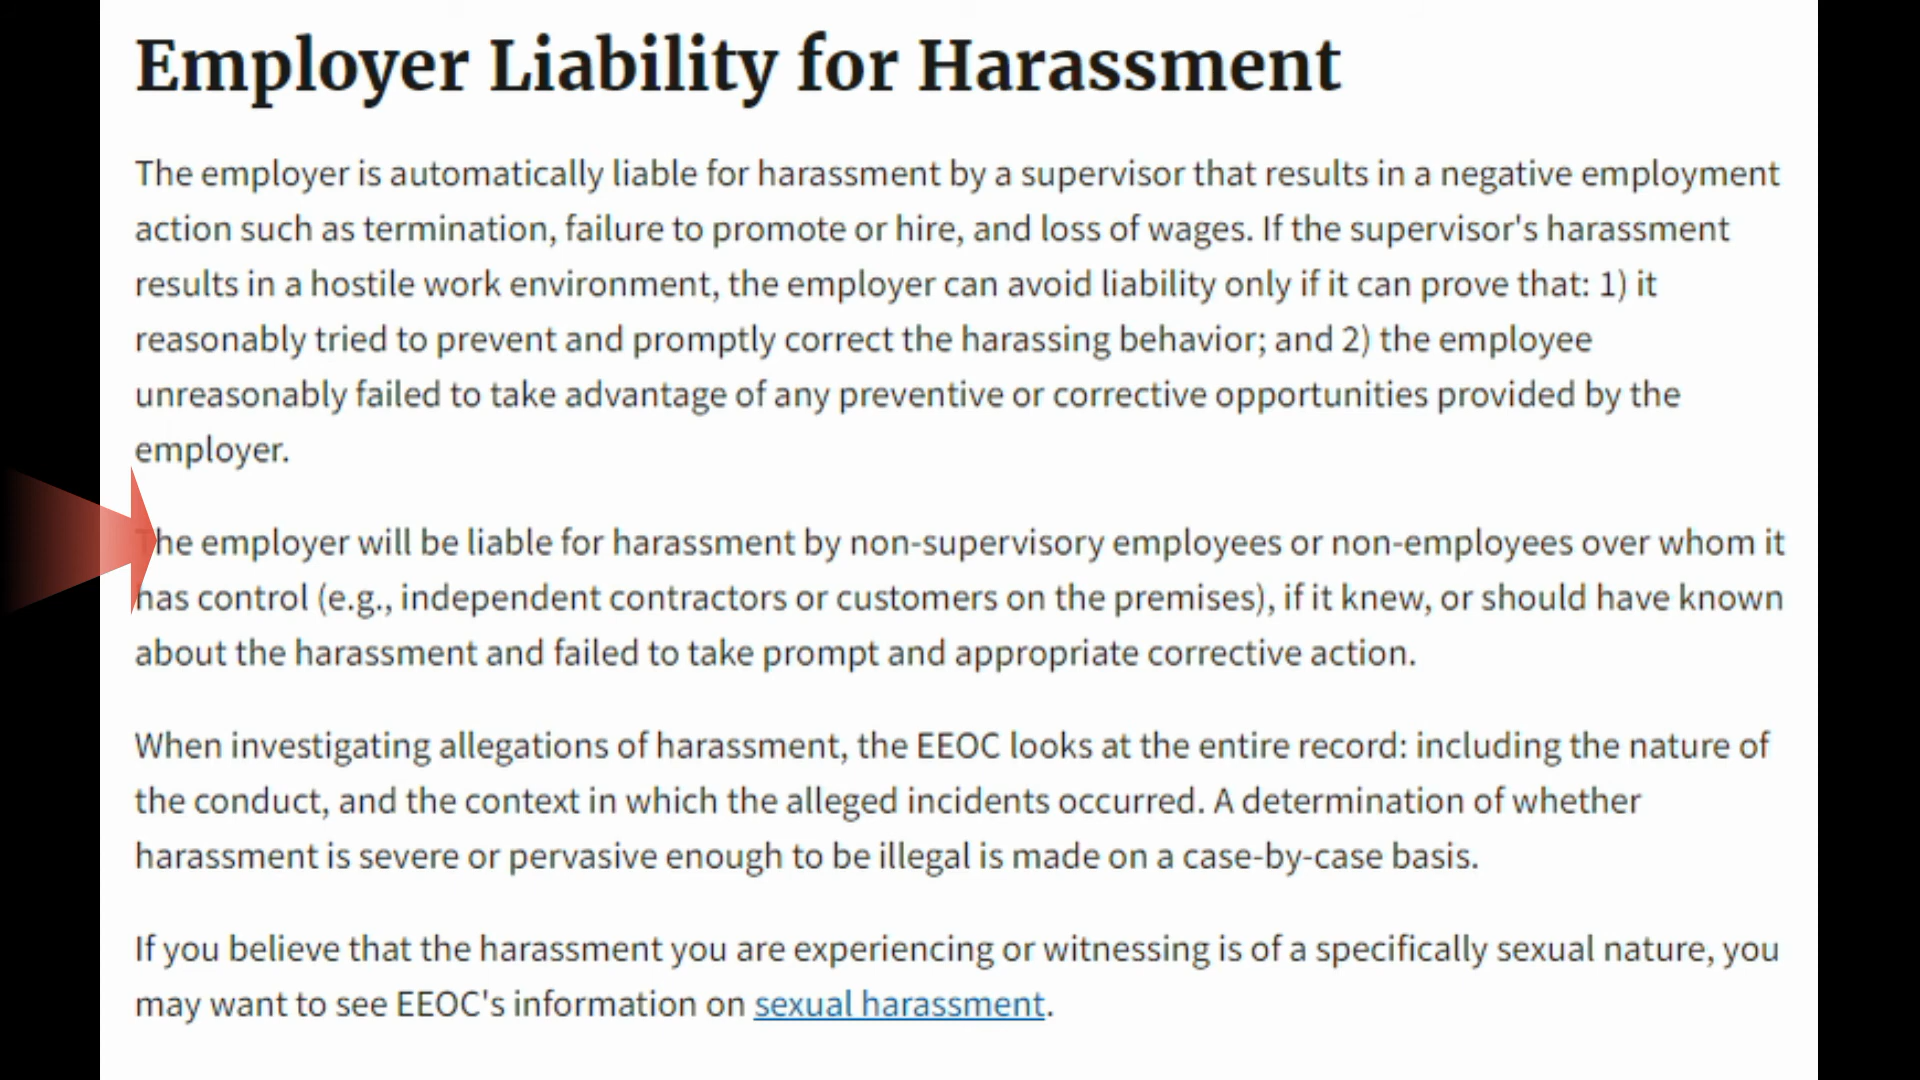 Employer Liability for Harassment
The employer is automatically liable for harassment by a supervisor that results in a negative employment
action such as termination, failure to promote or hire, and loss of wages. If the supervisor's harassment
results in a hostile work environment, the employer can avoid liability only if it can prove that: 1) it
reasonably tried to prevent and promptly correct the harassing behavior; and 2) the employee
unreasonably failed to take advantage of any preventive or corrective opportunities provided by the
employer.
The employer will be liable for harassment by non-supervisory employees or non-employees over whom it
has control (e.g., independent contractors or customers on the premises), if it knew, or should have known
about the harassment and failed to take prompt and appropriate corrective action.
When investigating allegations of harassment, the EEOC looks at the entire record: including the nature of
the conduct, and the context in which the alleged incidents occurred. A determination of whether
harassment is severe or pervasive enough to be illegal is made on a case-by-case basis.
If you believe that the harassment you are experiencing or witnessing is of a specifically sexual nature, you
may want to see EEOC's information on sexual harassment.